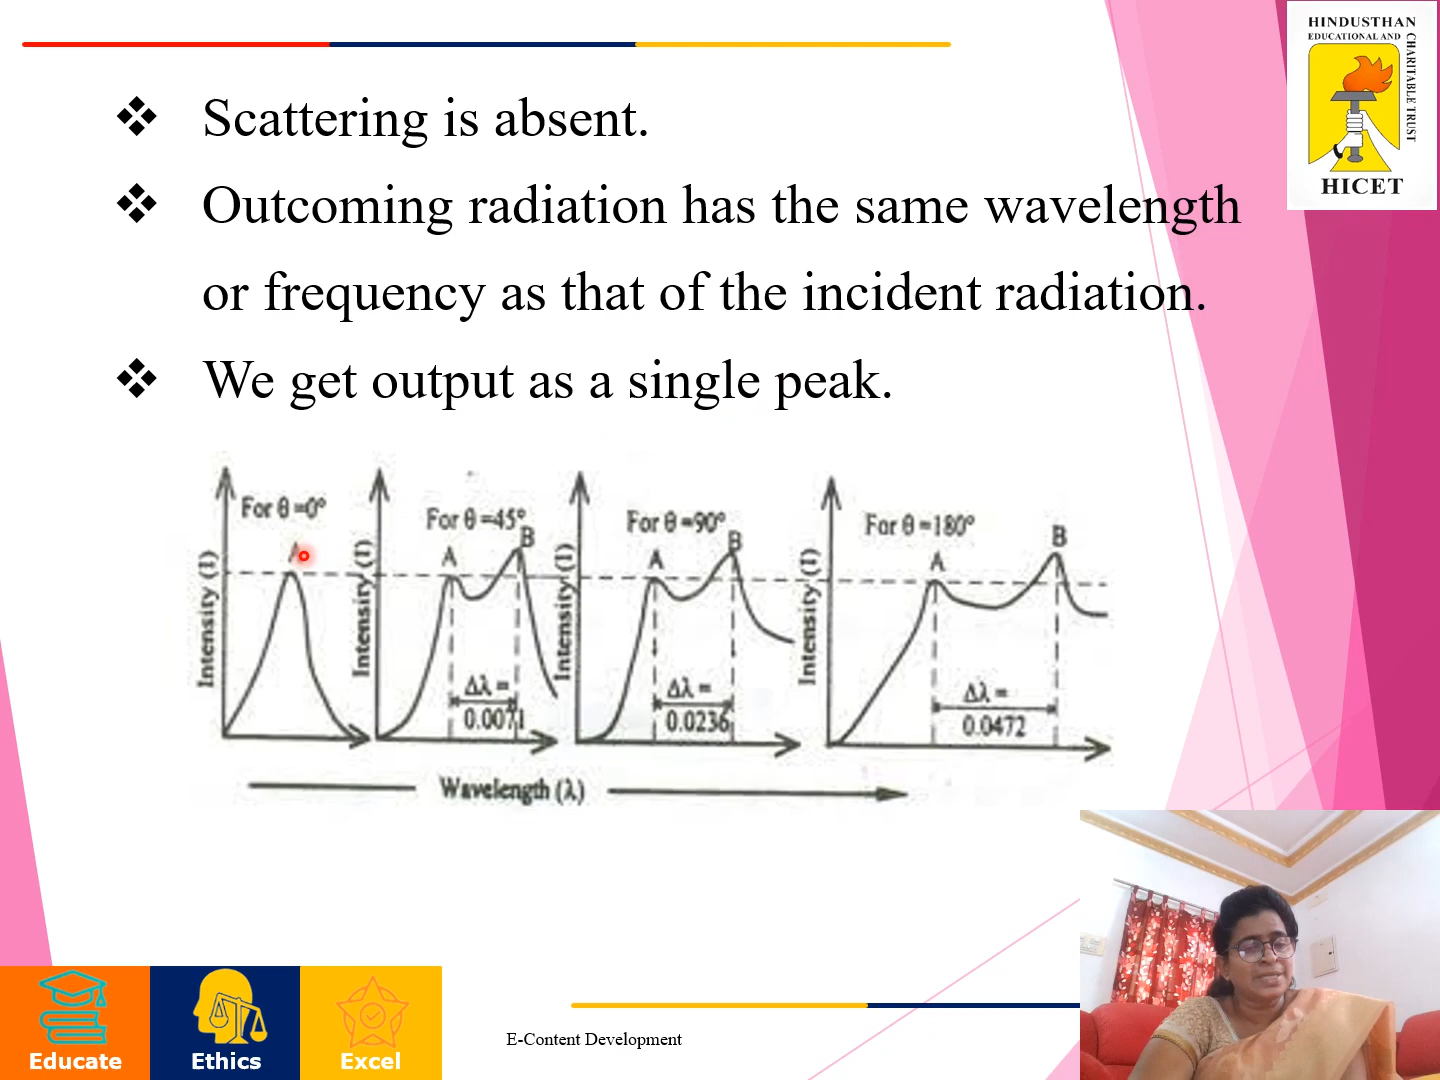 HINDUSTHAN
EDUCATIONAL AND
CHARITABLE TRUST
HICET
❖ Scattering is absent.
❖ Outcoming radiation has the same wavelength
or frequency as that of the incident radiation.
❖ We get output as a single peak.
For θ =0°
A
Intensity (I)
For θ =45°
A
B
Intensity (I)
Δλ =
0.0071
For θ =90°
A
B
Intensity (I)
Δλ =
0.0236
For θ =180°
A
B
Intensity (I)
Δλ =
0.0472
Wavelength (λ)
Educate
Ethics
Excel
E-Content Development